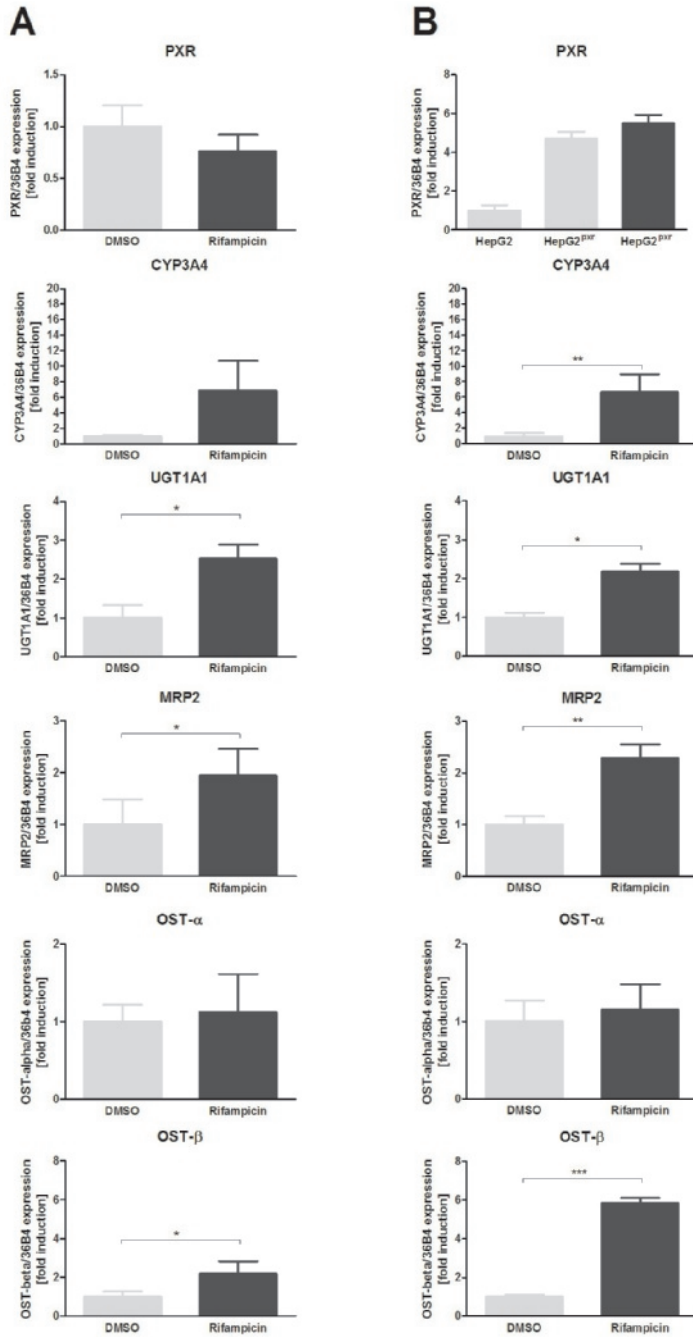 A
PXR
PXR/36B4 expression
[fold induction]
1.5
1.0
0.5
0.0
DMSO Rifampicin
CYP3A4
CYP3A4/36B4 expression
[fold induction]
20
18
16
14
12
10
8
6
4
2
0
DMSO Rifampicin
UGT1A1
UGT1A1/36B4 expression
[fold induction]
4
3
2
1
0
*
DMSO Rifampicin
MRP2
MRP2/36B4 expression
[fold induction]
3
2
1
0
*
DMSO Rifampicin
OST-α
OST-alpha/36b4 expression
[fold induction]
2
1
0
DMSO Rifampicin
OST-β
OST-beta/36B4 expression
[fold induction]
8
6
4
2
0
*
DMSO Rifampicin
B
PXR
PXR/36B4 expression
[fold induction]
8
6
4
2
0
HepG2 HepG2pxr HepG2pxr
CYP3A4
CYP3A4/36B4 expression
[fold induction]
20
18
16
14
12
10
8
6
4
2
0
**
DMSO Rifampicin
UGT1A1
UGT1A1/36B4 expression
[fold induction]
4
3
2
1
0
*
DMSO Rifampicin
MRP2
MRP2/36B4 expression
[fold induction]
3
2
1
0
**
DMSO Rifampicin
OST-α
OST-alpha/36B4 expression
[fold induction]
2
1
0
DMSO Rifampicin
OST-β
OST-beta/36B4 expression
[fold induction]
8
6
4
2
0
***
DMSO Rifampicin